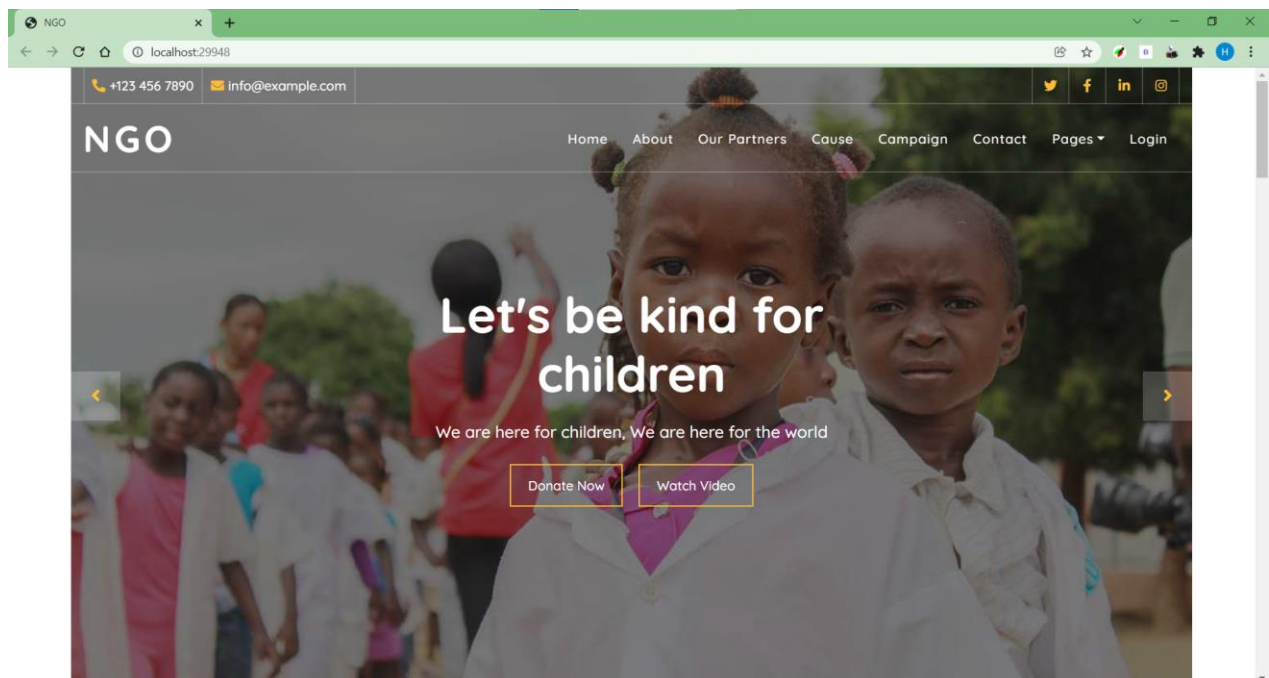 NGO
localhost:29948
H
+123 456 7890 info@example.com
NGO
Home About Our Partners Cause Campaign Contact Pages Login
Let's be kind for
children
We are here for children, We are here for the world
Donate Now Watch Video